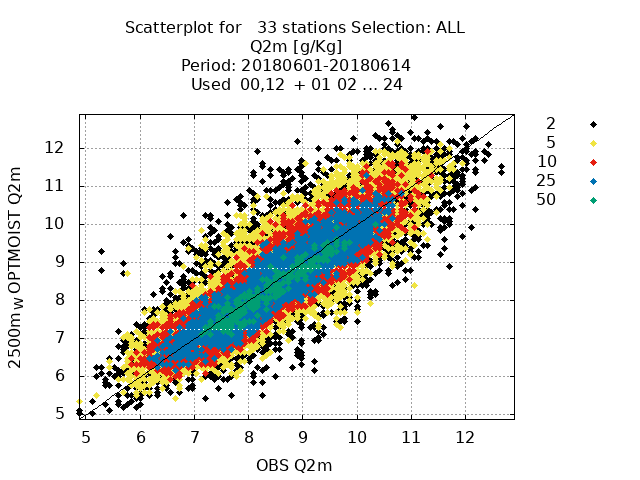 Scatterplot for   33 stations Selection: ALL
Q2m [g/Kg]
Period: 20180601-20180614
Used  00,12  + 01 02 ... 24
2
5
10
25
50
12
11
10
9
8
7
6
5
2500m_W OPTMOIST Q2m
5 6 7 8 9 10 11 12
OBS Q2m